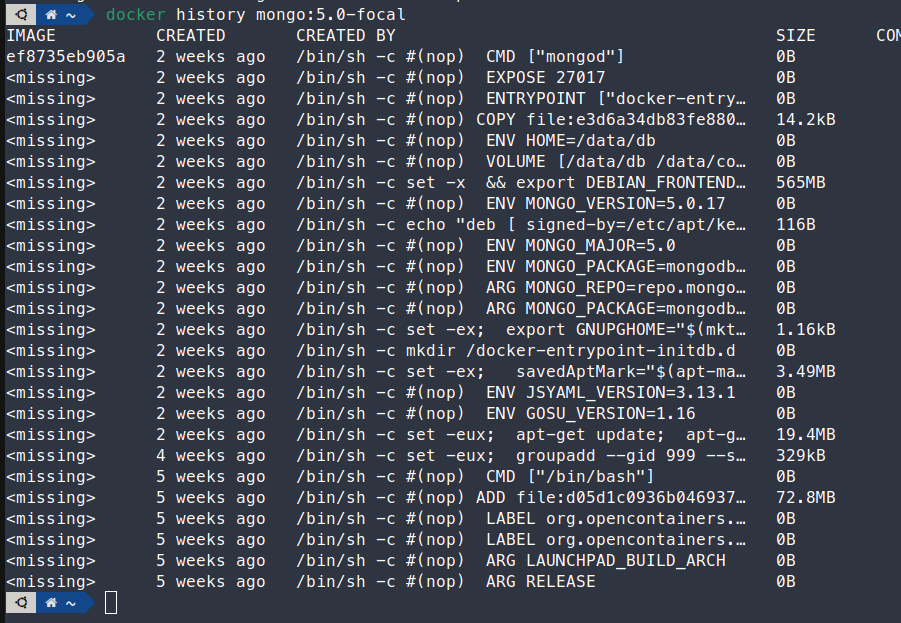 ~ docker history mongo:5.0-focal
IMAGE CREATED CREATED BY SIZE COM
ef8735eb905a 2 weeks ago /bin/sh -c #(nop) CMD ["mongod"] 0B
<missing> 2 weeks ago /bin/sh -c #(nop) EXPOSE 27017 0B
<missing> 2 weeks ago /bin/sh -c #(nop) ENTRYPOINT ["docker-entry… 0B
<missing> 2 weeks ago /bin/sh -c #(nop) COPY file:e3d6a34db83fe880… 14.2kB
<missing> 2 weeks ago /bin/sh -c #(nop) ENV HOME=/data/db 0B
<missing> 2 weeks ago /bin/sh -c #(nop) VOLUME [/data/db /data/co… 0B
<missing> 2 weeks ago /bin/sh -c set -x && export DEBIAN_FRONTEND… 565MB
<missing> 2 weeks ago /bin/sh -c #(nop) ENV MONGO_VERSION=5.0.17 0B
<missing> 2 weeks ago /bin/sh -c echo "deb [ signed-by=/etc/apt/ke… 116B
<missing> 2 weeks ago /bin/sh -c #(nop) ENV MONGO_MAJOR=5.0 0B
<missing> 2 weeks ago /bin/sh -c #(nop) ENV MONGO_PACKAGE=mongodb… 0B
<missing> 2 weeks ago /bin/sh -c #(nop) ARG MONGO_REPO=repo.mongo… 0B
<missing> 2 weeks ago /bin/sh -c #(nop) ARG MONGO_PACKAGE=mongodb… 0B
<missing> 2 weeks ago /bin/sh -c set -ex; export GNUPGHOME="$(mkt… 1.16kB
<missing> 2 weeks ago /bin/sh -c mkdir /docker-entrypoint-initdb.d 0B
<missing> 2 weeks ago /bin/sh -c set -ex; savedAptMark="$(apt-ma… 3.49MB
<missing> 2 weeks ago /bin/sh -c #(nop) ENV JSYAML_VERSION=3.13.1 0B
<missing> 2 weeks ago /bin/sh -c #(nop) ENV GOSU_VERSION=1.16 0B
<missing> 2 weeks ago /bin/sh -c set -eux; apt-get update; apt-g… 19.4MB
<missing> 4 weeks ago /bin/sh -c set -eux; groupadd --gid 999 --s… 329kB
<missing> 5 weeks ago /bin/sh -c #(nop) CMD ["/bin/bash"] 0B
<missing> 5 weeks ago /bin/sh -c #(nop) ADD file:d05d1c0936b046937… 72.8MB
<missing> 5 weeks ago /bin/sh -c #(nop) LABEL org.opencontainers.… 0B
<missing> 5 weeks ago /bin/sh -c #(nop) LABEL org.opencontainers.… 0B
<missing> 5 weeks ago /bin/sh -c #(nop) ARG LAUNCHPAD_BUILD_ARCH 0B
<missing> 5 weeks ago /bin/sh -c #(nop) ARG RELEASE 0B
~